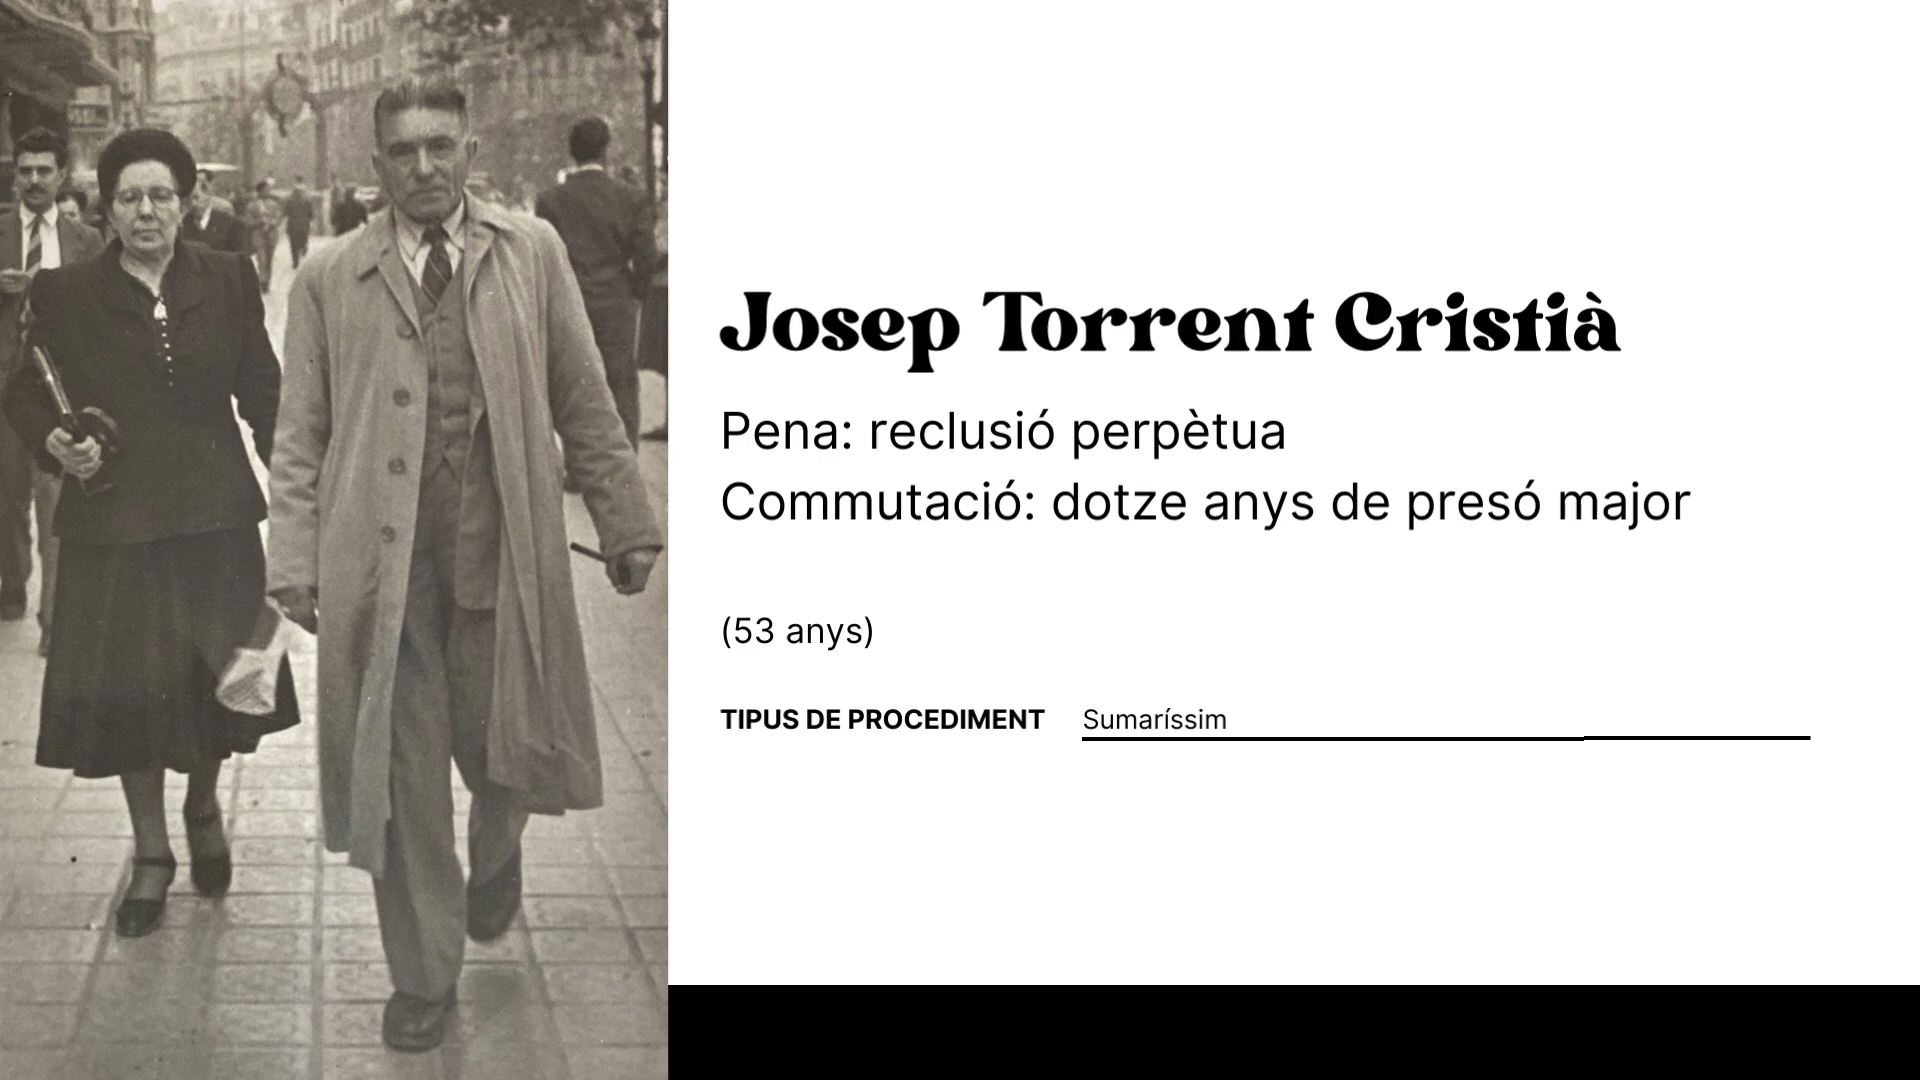 Josep Torrent Cristià
Pena: reclusió perpètua
Commutació: dotze anys de presó major
(53 anys)
TIPUS DE PROCEDIMENT Sumaríssim